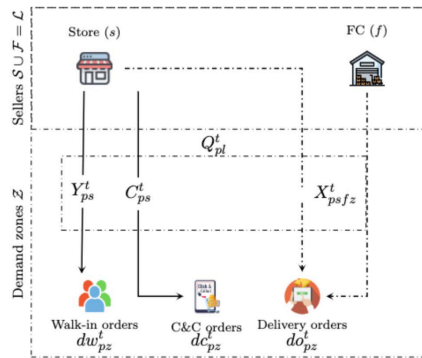 Sellers 𝒮 ∪ ℱ = ℒ
Store (s)
FC (f)
Q^t_{pl}
Demand zones 𝒵
Y^t_{ps}
C^t_{ps}
X^t_{psfz}
Walk-in orders
C&C orders
Delivery orders
dw^t_{pz}
dc^t_{pz}
do^t_{pz}